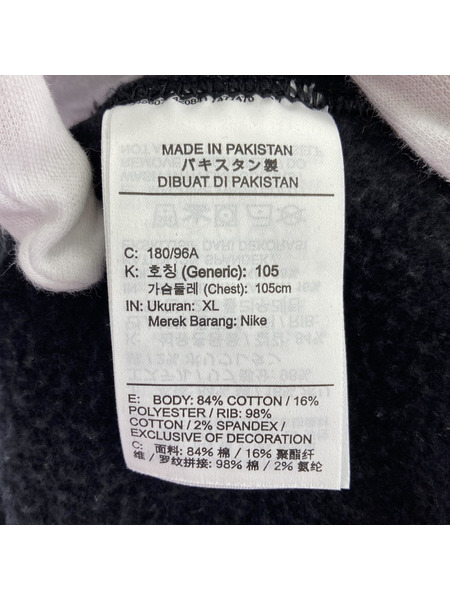 MADE IN PAKISTAN
パキスタン製
DIBUAT DI PAKISTAN
C: 180/96A
K: 호칭 (Generic): 105
가슴둘레 (Chest): 105cm
IN: Ukuran: XL
Merek Barang: Nike
E: BODY: 84% COTTON / 16%
POLYESTER / RIB: 98%
COTTON / 2% SPANDEX /
EXCLUSIVE OF DECORATION
C: 面料: 84% 棉 / 16% 聚酯纤
维 / 罗纹拼接: 98% 棉 / 2% 氨纶